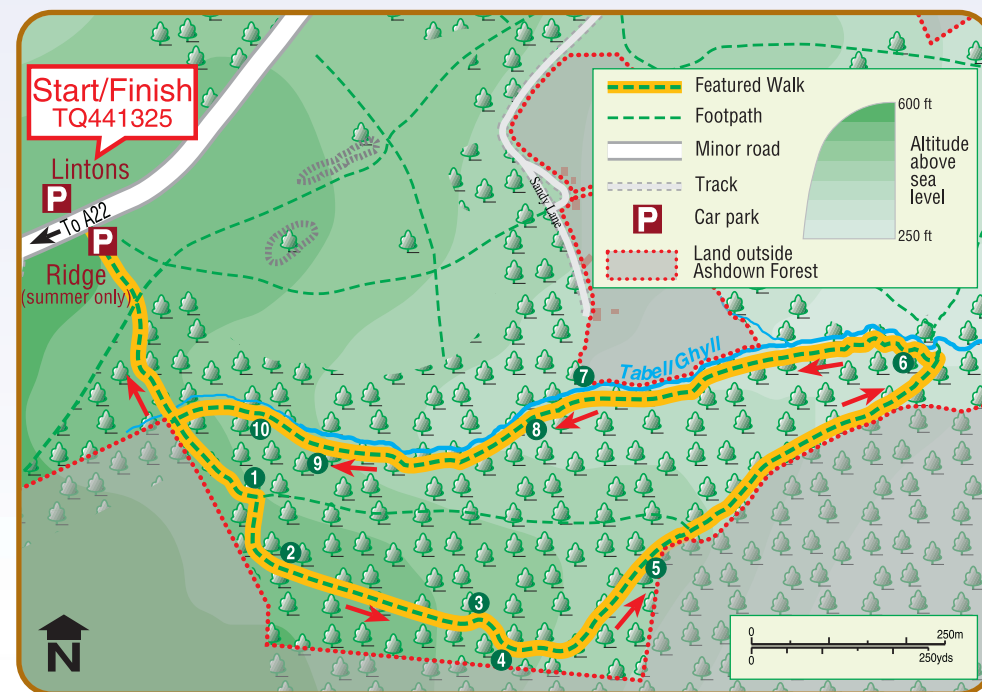 Start/Finish
TQ441325
Lintons
P
To A22
P
Ridge
(summer only)
Sandy Lane
Featured Walk
Footpath
Minor road
Track
P
Car park
Land outside
Ashdown Forest
600 ft
Altitude
above
sea
level
250 ft
Tabell Ghyll
7
6
8
10
9
1
2
5
3
4
N
0
250m
0
250yds